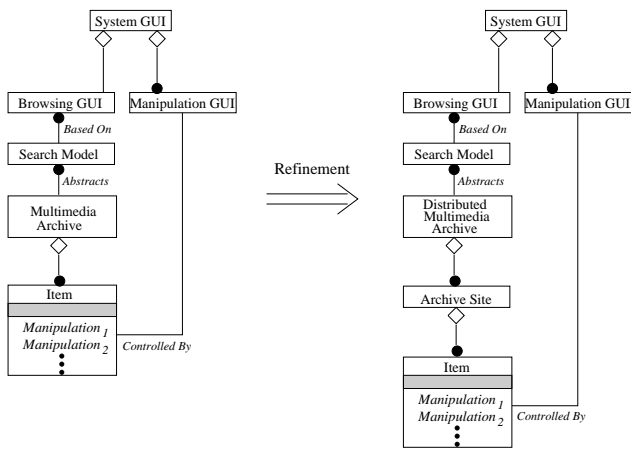 System GUI
Browsing GUI
Manipulation GUI
Based On
Search Model
Abstracts
Multimedia
Archive
Item
Manipulation 1
Manipulation 2
Controlled By
Refinement
System GUI
Browsing GUI
Manipulation GUI
Based On
Search Model
Abstracts
Distributed
Multimedia
Archive
Archive Site
Item
Manipulation 1
Manipulation 2
Controlled By